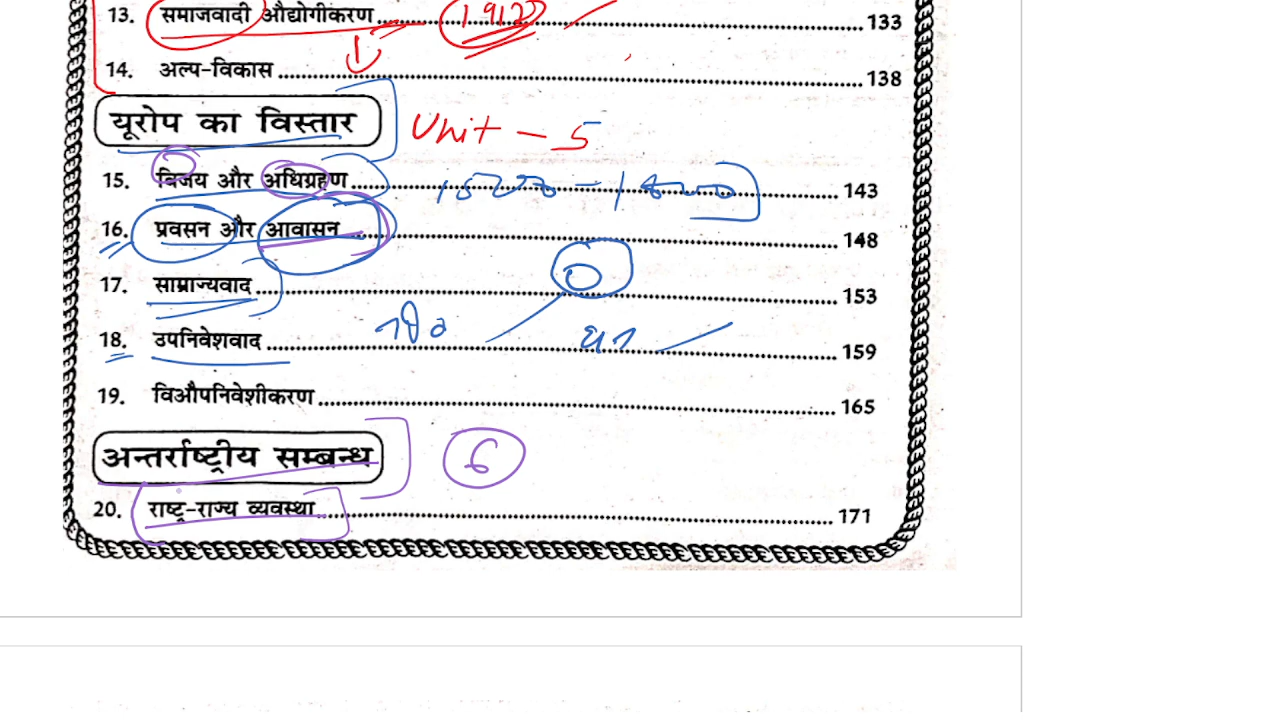 13. समाजवादी औद्योगीकरण 133
14. अल्प-विकास 138
यूरोप का विस्तार Unit - 5
15. विजय और अधिग्रहण 143
16. प्रवसन और आवासन 148
17. साम्राज्यवाद 153
18. उपनिवेशवाद 159
19. विऔपनिवेशीकरण 165
अन्तर्राष्ट्रीय सम्बन्ध 6
20. राष्ट्र-राज्य व्यवस्था 171